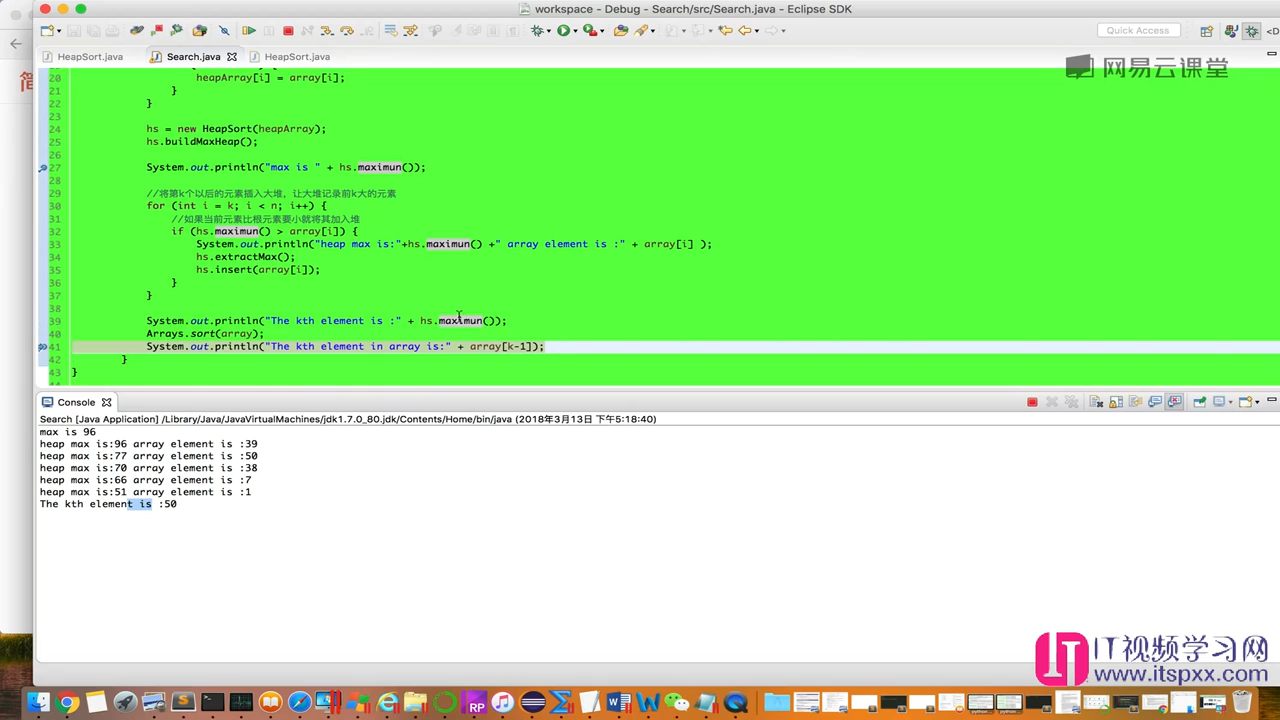 workspace - Debug - Search/src/Search.java - Eclipse SDK
Quick Access
HeapSort.java
Search.java
HeapSort.java
网易云课堂
简
20 heapArray[i] = array[i];
21 }
22 }
23
24 hs = new HeapSort(heapArray);
25 hs.buildMaxHeap();
26
27 System.out.println("max is " + hs.maximun());
28
29 //将第k个以后的元素插入大堆，让大堆记录前k大的元素
30 for (int i = k; i < n; i++) {
31 //如果当前元素比根元素要小就将其加入堆
32 if (hs.maximun() > array[i]) {
33 System.out.println("heap max is:"+hs.maximun() +" array element is :" + array[i] );
34 hs.extractMax();
35 hs.insert(array[i]);
36 }
37 }
38
39 System.out.println("The kth element is :" + hs.maximun());
40 Arrays.sort(array);
41 System.out.println("The kth element in array is:" + array[k-1]);
42 }
43 }
Console
Search [Java Application] /Library/Java/JavaVirtualMachines/jdk1.7.0_80.jdk/Contents/Home/bin/java (2018年3月13日 下午5:18:40)
max is 96
heap max is:96 array element is :39
heap max is:77 array element is :50
heap max is:70 array element is :38
heap max is:66 array element is :7
heap max is:51 array element is :1
The kth element is :50
IT视频学习网
www.itspxx.com
RP